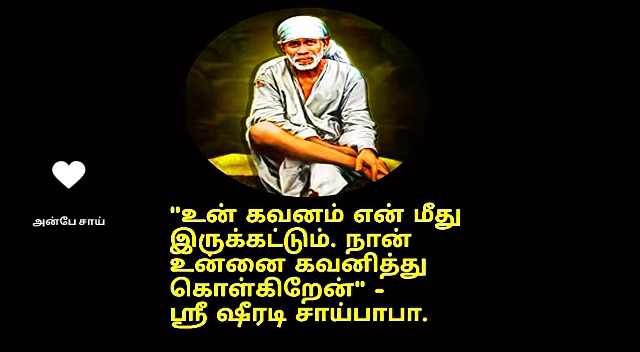 அன்பே சாய்
"உன் கவனம் என் மீது
இருக்கட்டும். நான்
உன்னை கவனித்து
கொள்கிறேன்" -
ஸ்ரீ ஷீரடி சாய்பாபா.